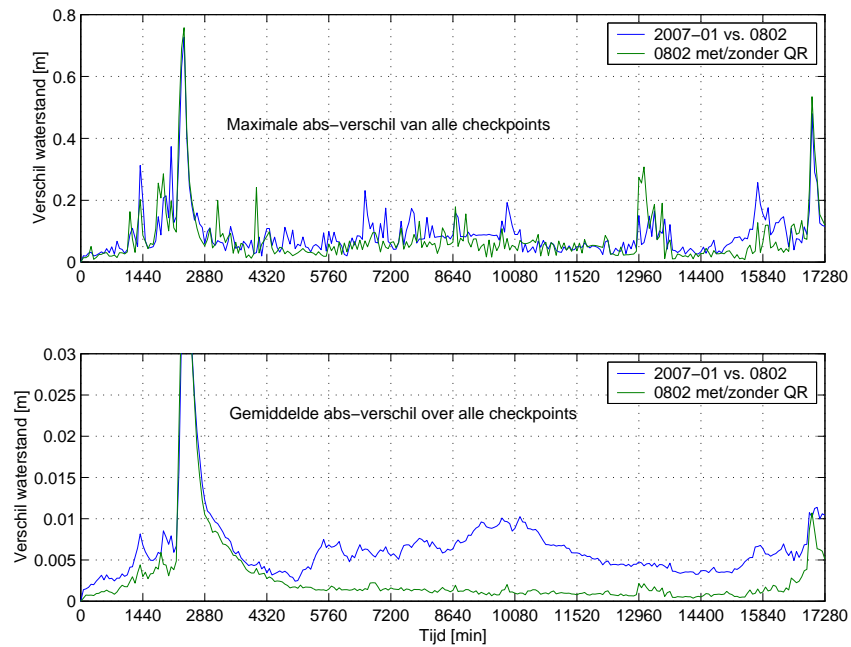 0.8
0.6
0.4
0.2
0
Verschil waterstand [m]
2007−01 vs. 0802
0802 met/zonder QR
Maximale abs−verschil van alle checkpoints
0 1440 2880 4320 5760 7200 8640 10080 11520 12960 14400 15840 17280
0.03
0.025
0.02
0.015
0.01
0.005
0
Verschil waterstand [m]
2007−01 vs. 0802
0802 met/zonder QR
Gemiddelde abs−verschil over alle checkpoints
0 1440 2880 4320 5760 7200 8640 10080 11520 12960 14400 15840 17280
Tijd [min]